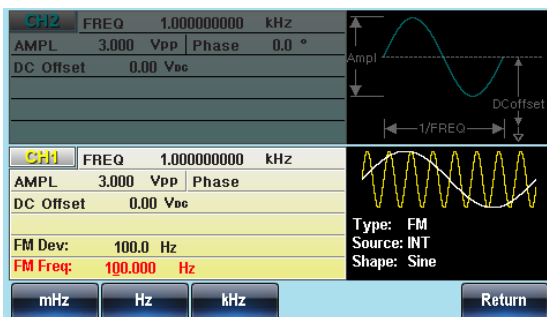 CH2 FREQ 1.000000000 kHz
AMPL 3.000 Vpp Phase 0.0 °
DC Offset 0.00 VDC
Ampl
DCoffset
1/FREQ
CH1 FREQ 1.000000000 kHz
AMPL 3.000 Vpp Phase
DC Offset 0.00 VDC
FM Dev: 100.0 Hz
FM Freq: 100.000 Hz
Type: FM
Source: INT
Shape: Sine
mHz Hz kHz Return